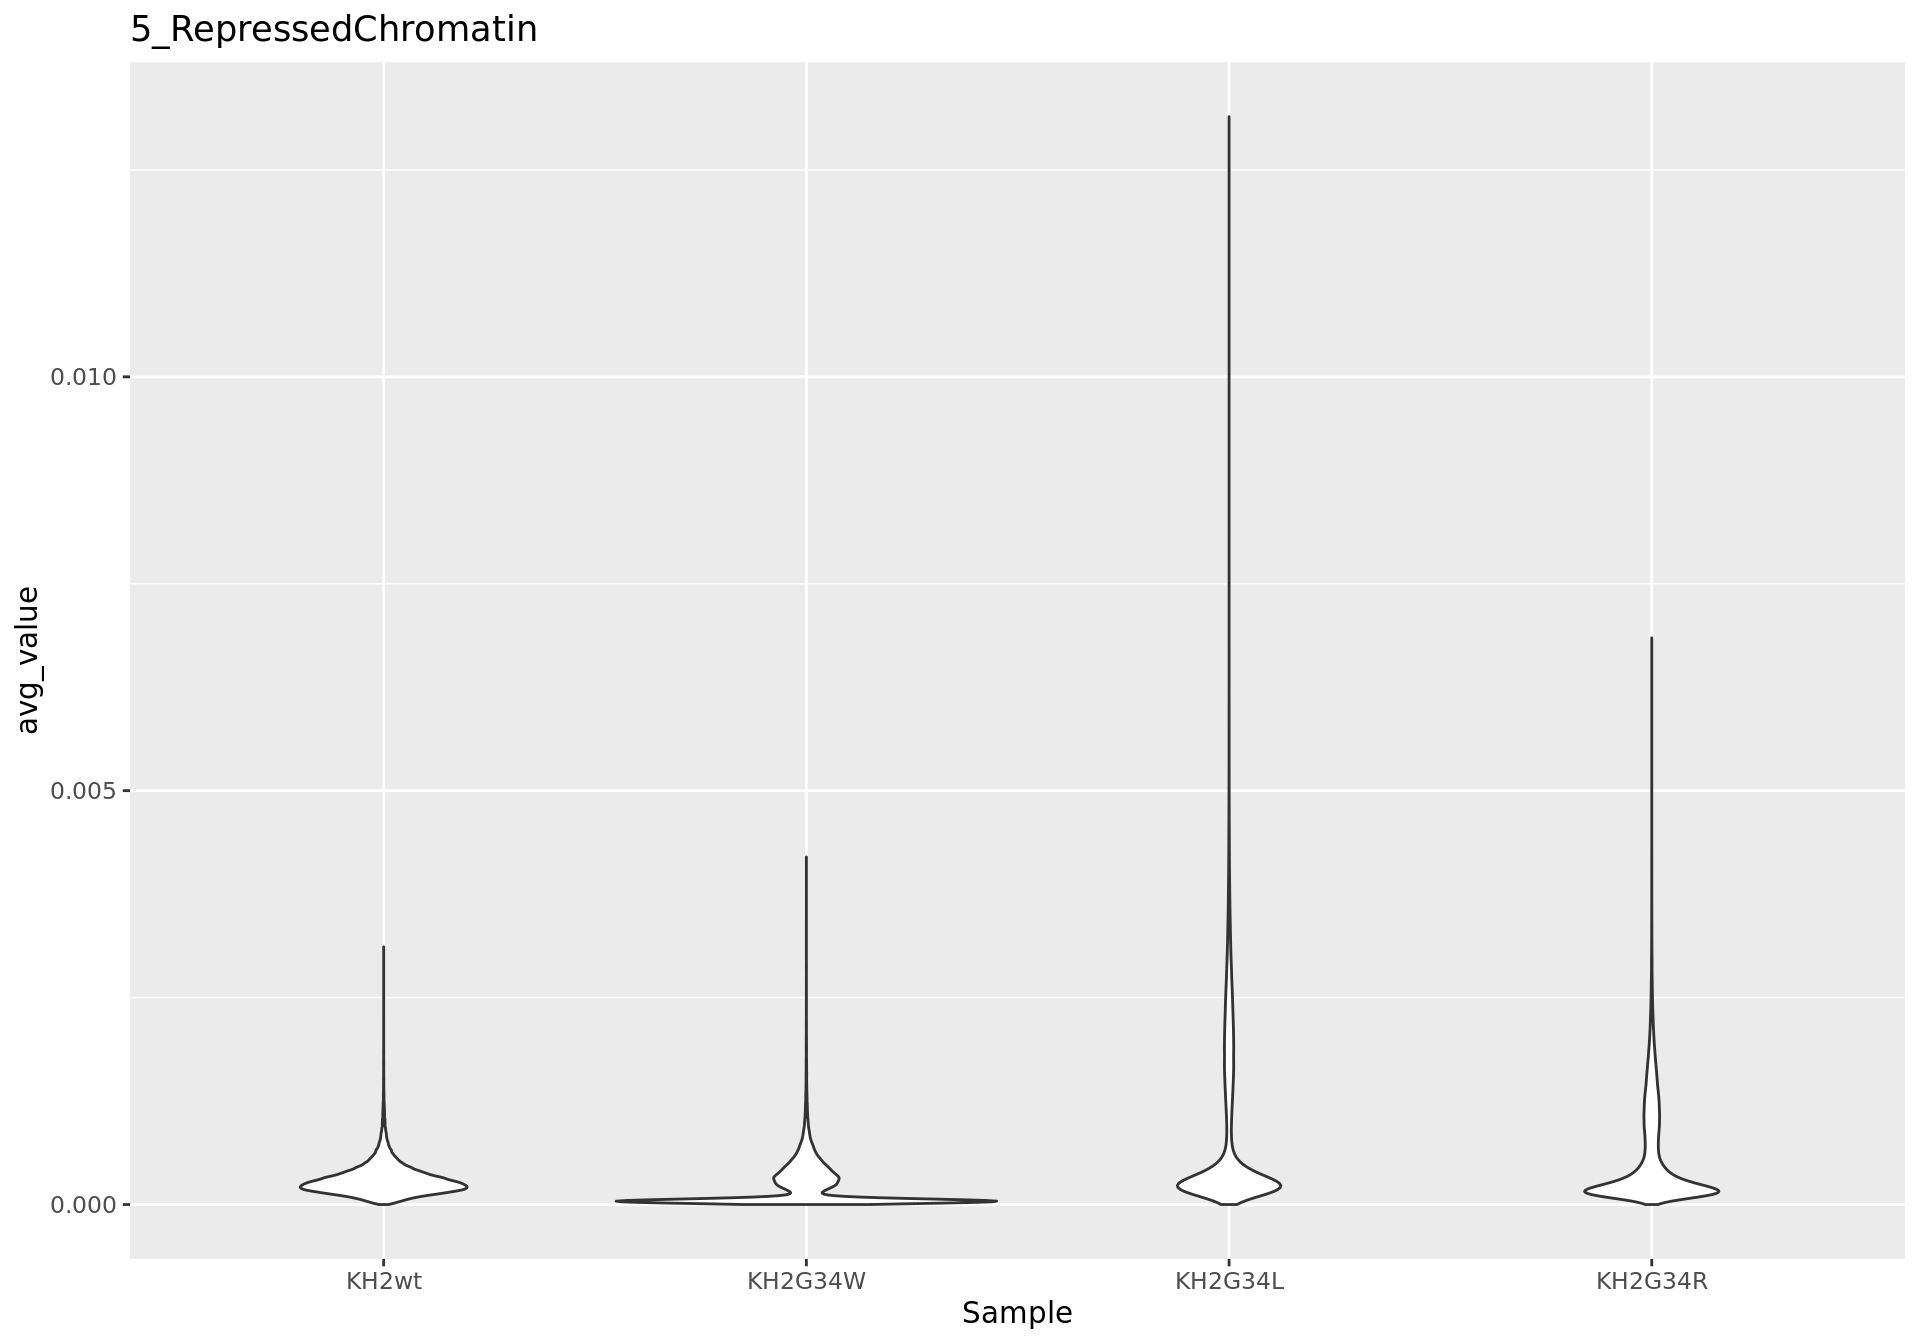 5_RepressedChromatin
avg_value
0.010
0.005
0.000
KH2wt
KH2G34W
KH2G34L
KH2G34R
Sample